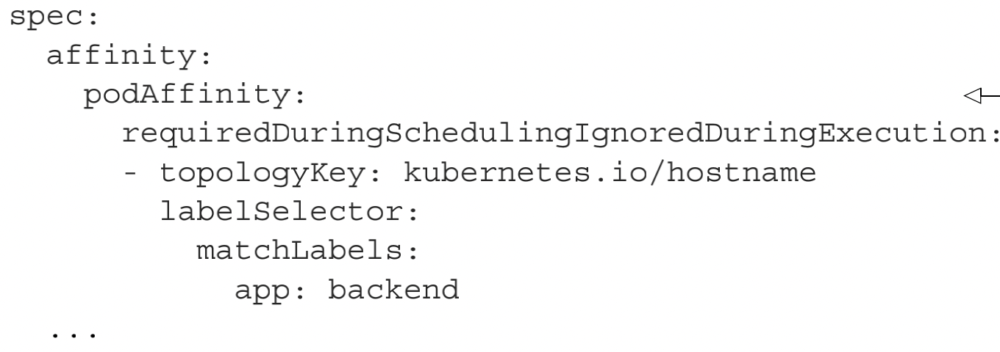 spec:
  affinity:
    podAffinity:
      requiredDuringSchedulingIgnoredDuringExecution:
      - topologyKey: kubernetes.io/hostname
        labelSelector:
          matchLabels:
            app: backend
  ...